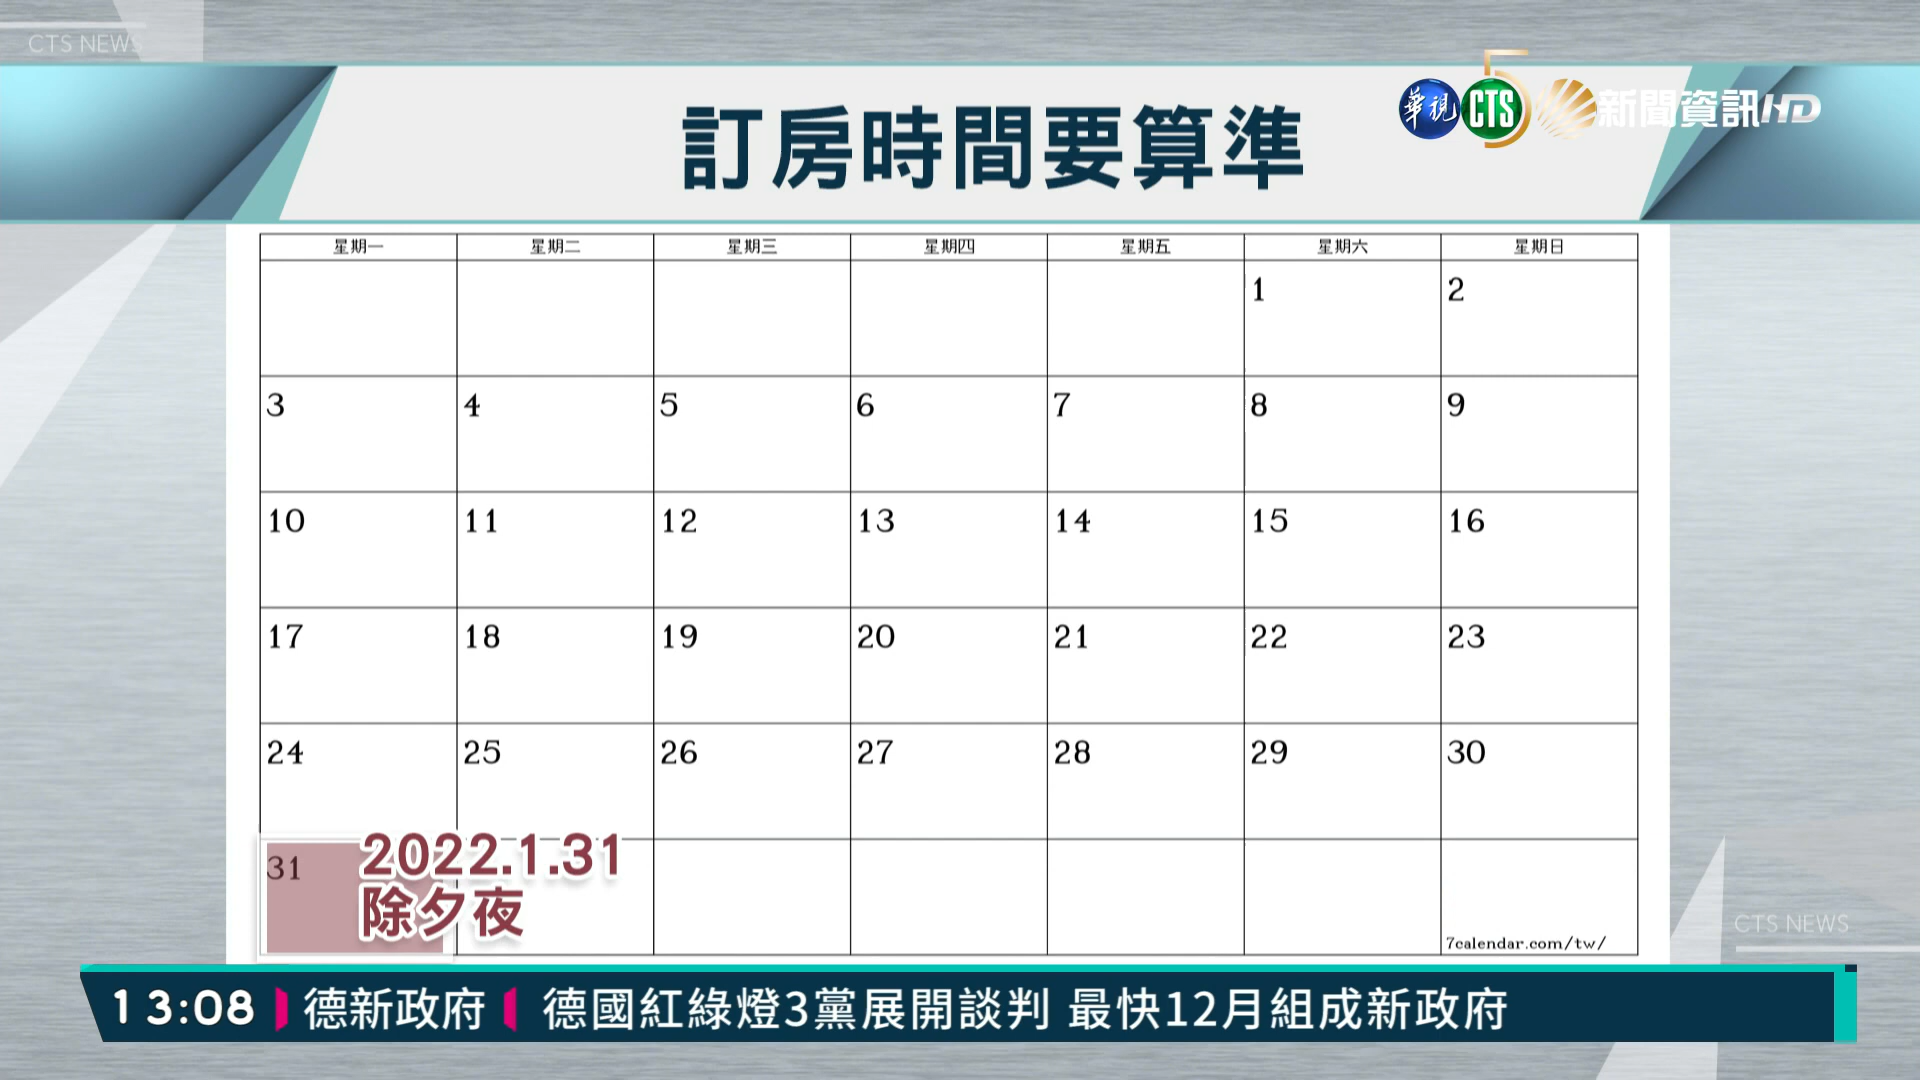 CTS NEWS
華視 CTS 新聞資訊HD
訂房時間要算準
星期一 星期二 星期三 星期四 星期五 星期六 星期日
1 2
3 4 5 6 7 8 9
10 11 12 13 14 15 16
17 18 19 20 21 22 23
24 25 26 27 28 29 30
31 2022.1.31
除夕夜
CTS NEWS
7calendar.com/tw/
13:08 德新政府 德國紅綠燈3黨展開談判 最快12月組成新政府